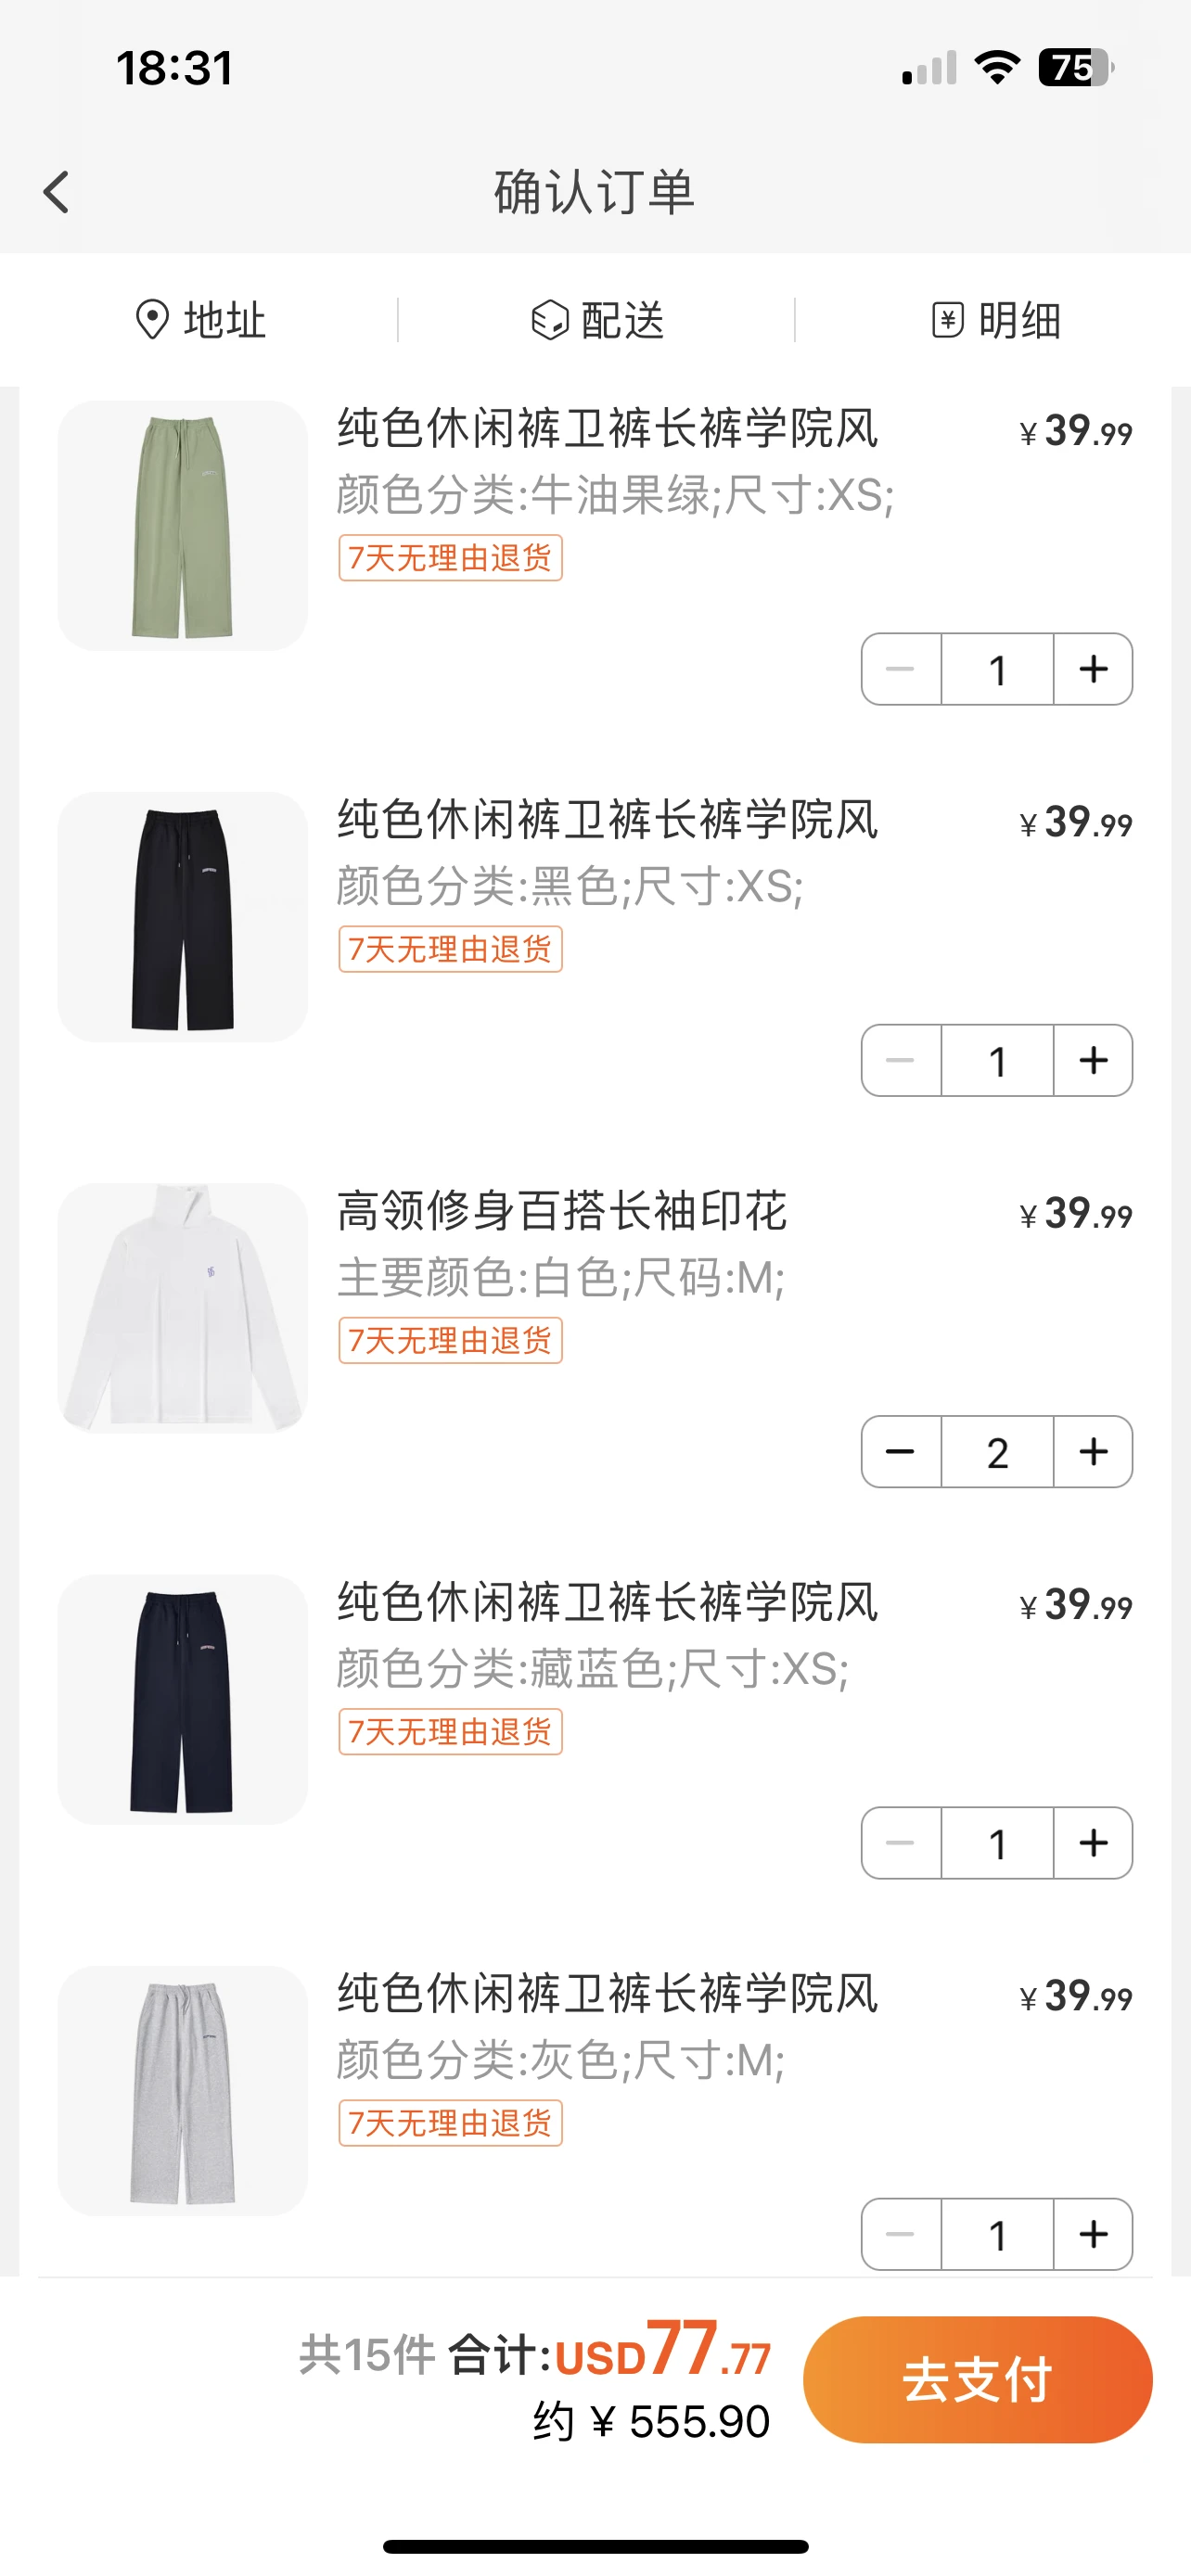 18:31
75
确认订单
地址
配送
明细
纯色休闲裤卫裤长裤学院风
¥39.99
颜色分类:牛油果绿;尺寸:XS;
7天无理由退货
1
纯色休闲裤卫裤长裤学院风
¥39.99
颜色分类:黑色;尺寸:XS;
7天无理由退货
1
高领修身百搭长袖印花
¥39.99
主要颜色:白色;尺码:M;
7天无理由退货
2
纯色休闲裤卫裤长裤学院风
¥39.99
颜色分类:藏蓝色;尺寸:XS;
7天无理由退货
1
纯色休闲裤卫裤长裤学院风
¥39.99
颜色分类:灰色;尺寸:M;
7天无理由退货
1
共15件 合计:USD77.77
约 ¥ 555.90
去支付